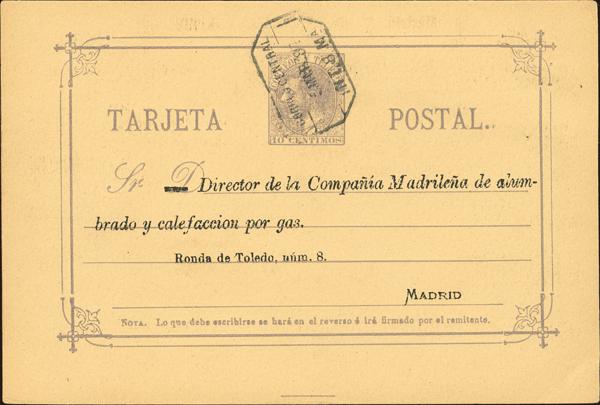 TARJETA POSTAL.
10 CENTIMOS
Sr. D Director de la Compañía Madrileña de alum-
brado y calefaccion por gas.
Ronda de Toledo, núm. 8.
MADRID
NOTA. Lo que debe escribirse se hará en el reverso é irá firmado por el remitente.